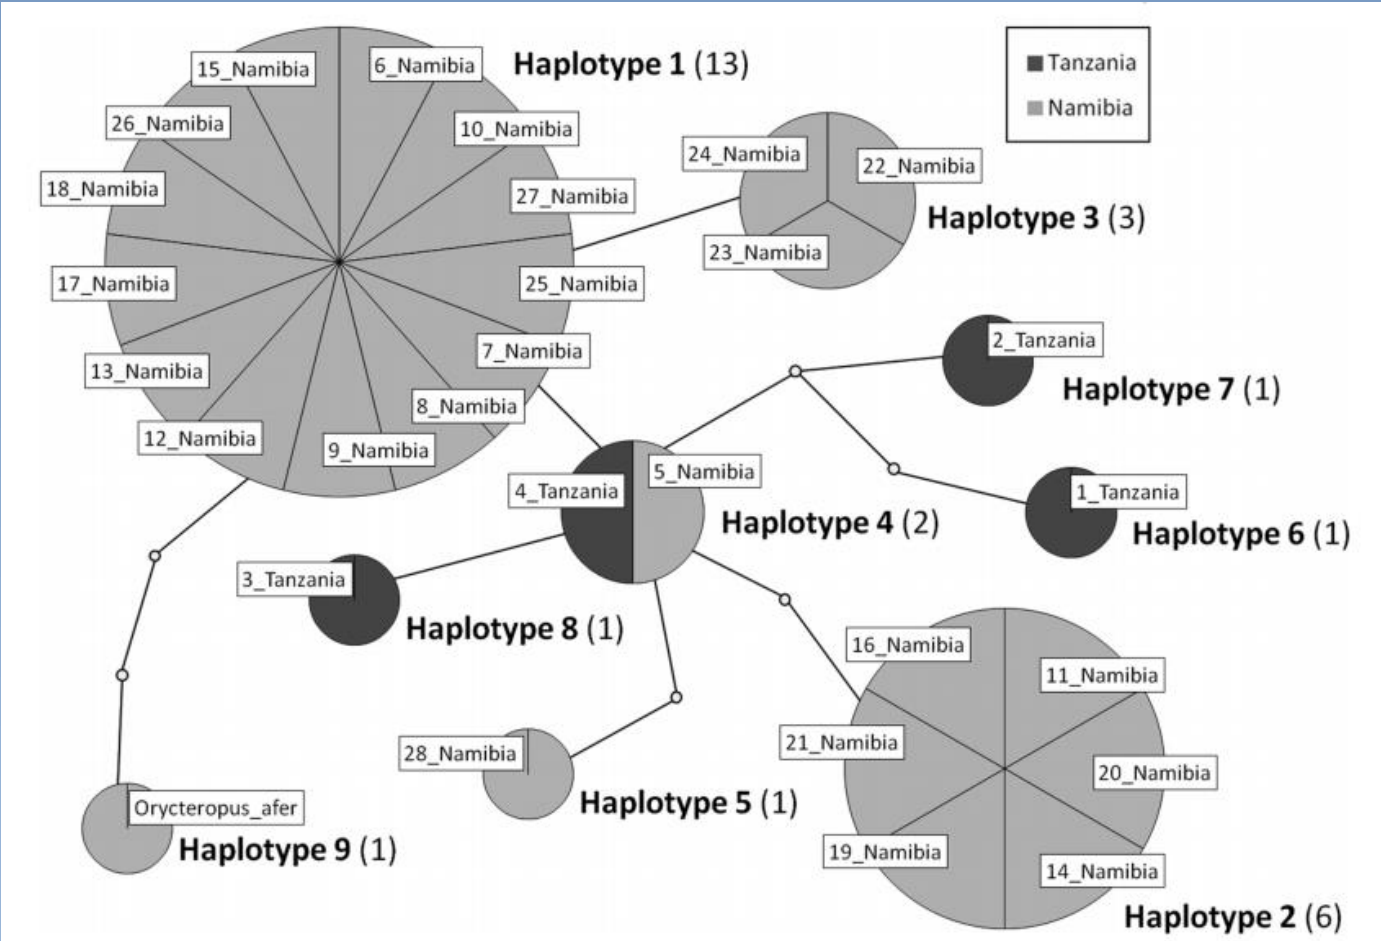 15_Namibia
6_Namibia
Haplotype 1 (13)
Tanzania
Namibia
26_Namibia
10_Namibia
24_Namibia
22_Namibia
18_Namibia
27_Namibia
Haplotype 3 (3)
23_Namibia
17_Namibia
25_Namibia
7_Namibia
2_Tanzania
13_Namibia
Haplotype 7 (1)
8_Namibia
12_Namibia
9_Namibia
5_Namibia
4_Tanzania
1_Tanzania
Haplotype 4 (2)
Haplotype 6 (1)
3_Tanzania
Haplotype 8 (1)
16_Namibia
11_Namibia
28_Namibia
21_Namibia
20_Namibia
Orycteropus_afer
Haplotype 5 (1)
Haplotype 9 (1)
19_Namibia
14_Namibia
Haplotype 2 (6)